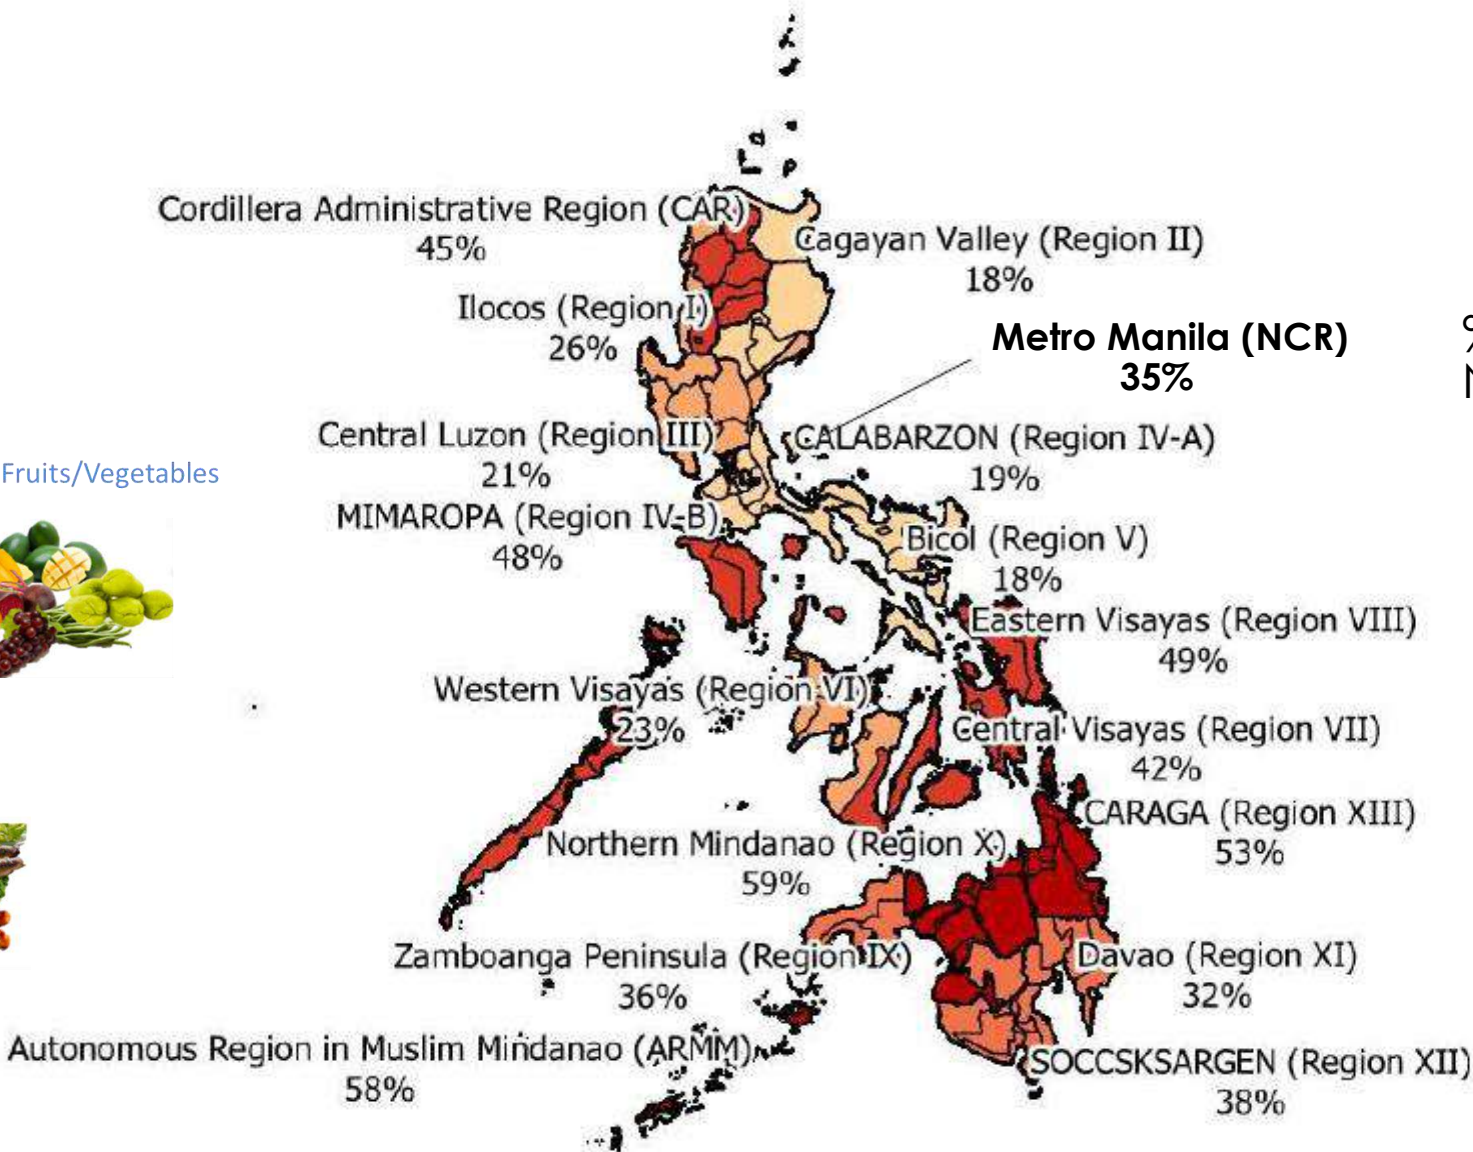 Cordillera Administrative Region (CAR)
45%
Cagayan Valley (Region II)
18%
Ilocos (Region I)
26%
Metro Manila (NCR)
35%
Central Luzon (Region III)
21%
CALABARZON (Region IV-A)
19%
Fruits/Vegetables
MIMAROPA (Region IV-B)
48%
Bicol (Region V)
18%
Eastern Visayas (Region VIII)
49%
Western Visayas (Region VI)
23%
Central Visayas (Region VII)
42%
CARAGA (Region XIII)
53%
Northern Mindanao (Region X)
59%
Zamboanga Peninsula (Region IX)
36%
Davao (Region XI)
32%
Autonomous Region in Muslim Mindanao (ARMM)
58%
SOCCSKSARGEN (Region XII)
38%